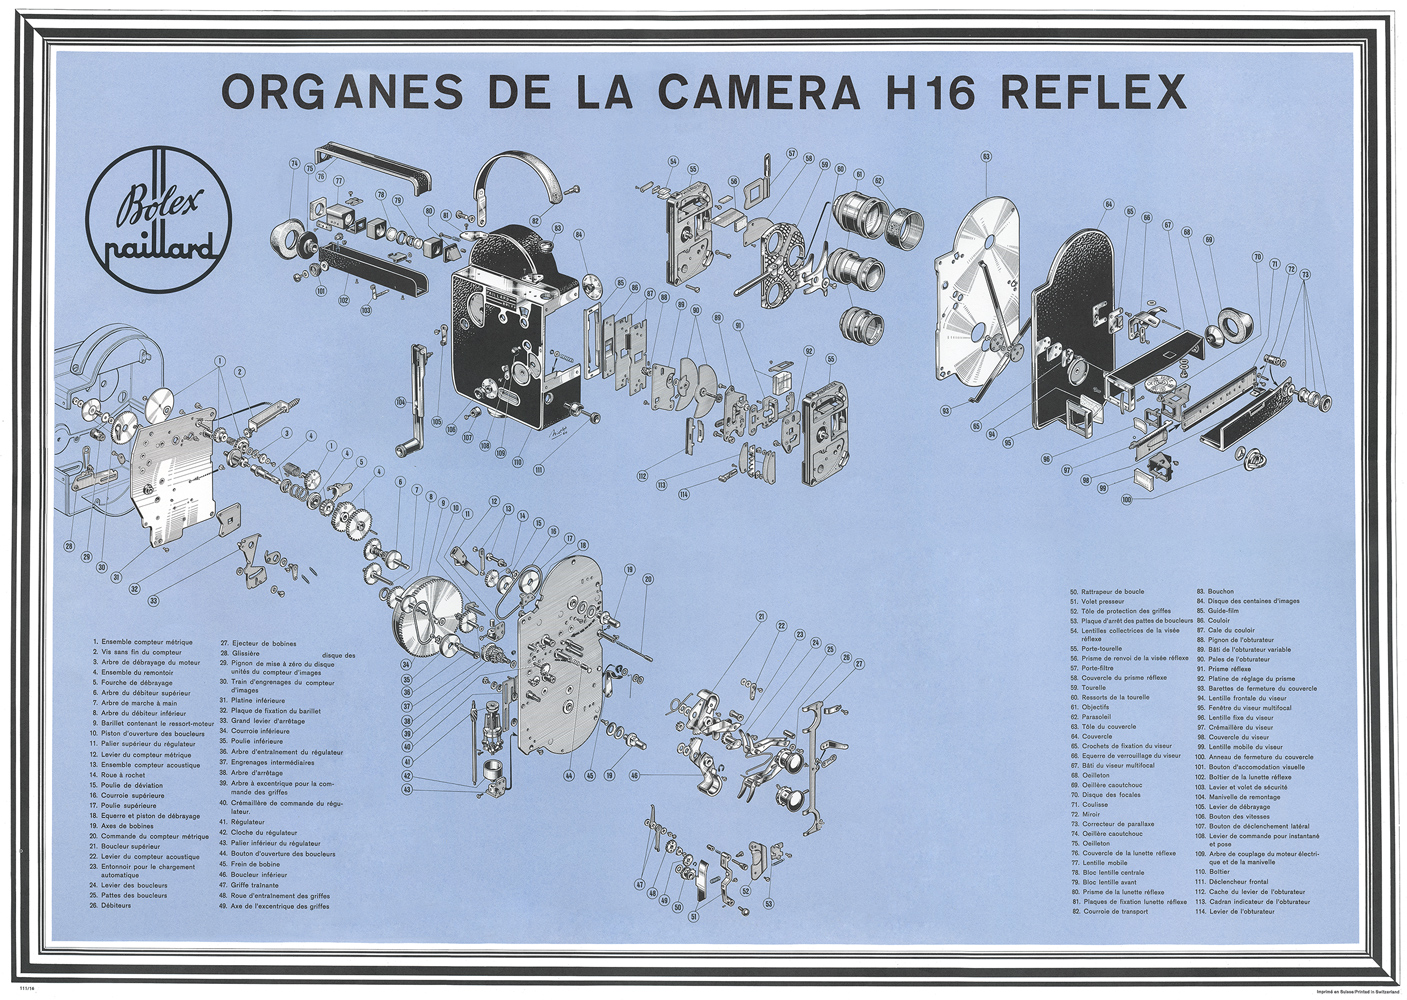 ORGANES DE LA CAMERA H16 REFLEX
Bolex
paillard
1. Ensemble compteur métrique
2. Vis sans fin du compteur
3. Arbre de débrayage du moteur
4. Ensemble du remontoir
5. Fourche de débrayage
6. Arbre du débiteur supérieur
7. Arbre de marche à main
8. Arbre du débiteur inférieur
9. Barillet contenant le ressort-moteur
10. Piston d'ouverture des boucleurs
11. Palier supérieur du régulateur
12. Levier du compteur métrique
13. Ensemble compteur acoustique
14. Roue à rochet
15. Poulie de déviation
16. Courroie supérieure
17. Poulie supérieure
18. Equerre et piston de débrayage
19. Axes de bobines
20. Commande du compteur métrique
21. Boucleur supérieur
22. Levier du compteur acoustique
23. Entonnoir pour le chargement
automatique
24. Levier des boucleurs
25. Pattes des boucleurs
26. Débiteurs
27. Ejecteur de bobines
28. Glissière disque des
29. Pignon de mise à zéro du disque
unités du compteur d'images
30. Train d'engrenages du compteur
d'images
31. Platine inférieure
32. Plaque de fixation du barillet
33. Grand levier d'arrêtage
34. Courroie inférieure
35. Poulie inférieure
36. Arbre d'entraînement du régulateur
37. Engrenages intermédiaires
38. Arbre d'arrêtage
39. Arbre à excentrique pour la com-
mande des griffes
40. Crémaillère de commande du régu-
lateur.
41. Régulateur
42. Cloche du régulateur
43. Palier inférieur du régulateur
44. Bouton d'ouverture des boucleurs
45. Frein de bobine
46. Boucleur inférieur
47. Griffe traînante
48. Roue d'entraînement des griffes
49. Axe de l'excentrique des griffes
50. Rattrapeur de boucle
51. Volet presseur
52. Tôle de protection des griffes
53. Plaque d'arrêt des pattes de boucleurs
54. Lentilles collectrices de la visée
réflexe
55. Porte-tourelle
56. Prisme de renvoi de la visée réflexe
57. Porte-filtre
58. Couvercle du prisme réflexe
59. Tourelle
60. Ressorts de la tourelle
61. Objectifs
62. Parasoleil
63. Tôle du couvercle
64. Couvercle
65. Crochets de fixation du viseur
66. Equerre de verrouillage du viseur
67. Bâti du viseur multifocal
68. Oeilleton
69. Oeillère caoutchouc
70. Disque des focales
71. Coulisse
72. Miroir
73. Correcteur de parallaxe
74. Oeillère caoutchouc
75. Oeilleton
76. Couvercle de la lunette réflexe
77. Lentille mobile
78. Bloc lentille centrale
79. Bloc lentille avant
80. Prisme de la lunette réflexe
81. Plaques de fixation lunette réflexe
82. Courroie de transport
83. Bouchon
84. Disque des centaines d'images
85. Guide-film
86. Couloir
87. Cale du couloir
88. Pignon de l'obturateur
89. Bâti de l'obturateur variable
90. Pales de l'obturateur
91. Prisme réflexe
92. Platine de réglage du prisme
93. Barettes de fermeture du couvercle
94. Lentille frontale du viseur
95. Fenêtre du viseur multifocal
96. Lentille fixe du viseur
97. Crémaillère du viseur
98. Couvercle du viseur
99. Lentille mobile du viseur
100. Anneau de fermeture du couvercle
101. Bouton d'accomodation visuelle
102. Boîtier de la lunette réflexe
103. Levier et volet de sécurité
104. Manivelle de remontage
105. Levier de débrayage
106. Bouton des vitesses
107. Bouton de déclenchement latéral
108. Levier de commande pour instantané
et pose
109. Arbre de couplage du moteur électri-
que et de la manivelle
110. Boîtier
111. Déclencheur frontal
112. Cache du levier de l'obturateur
113. Cadran indicateur de l'obturateur
114. Levier de l'obturateur
111/16
Imprimé en Suisse/Printed in Switzerland